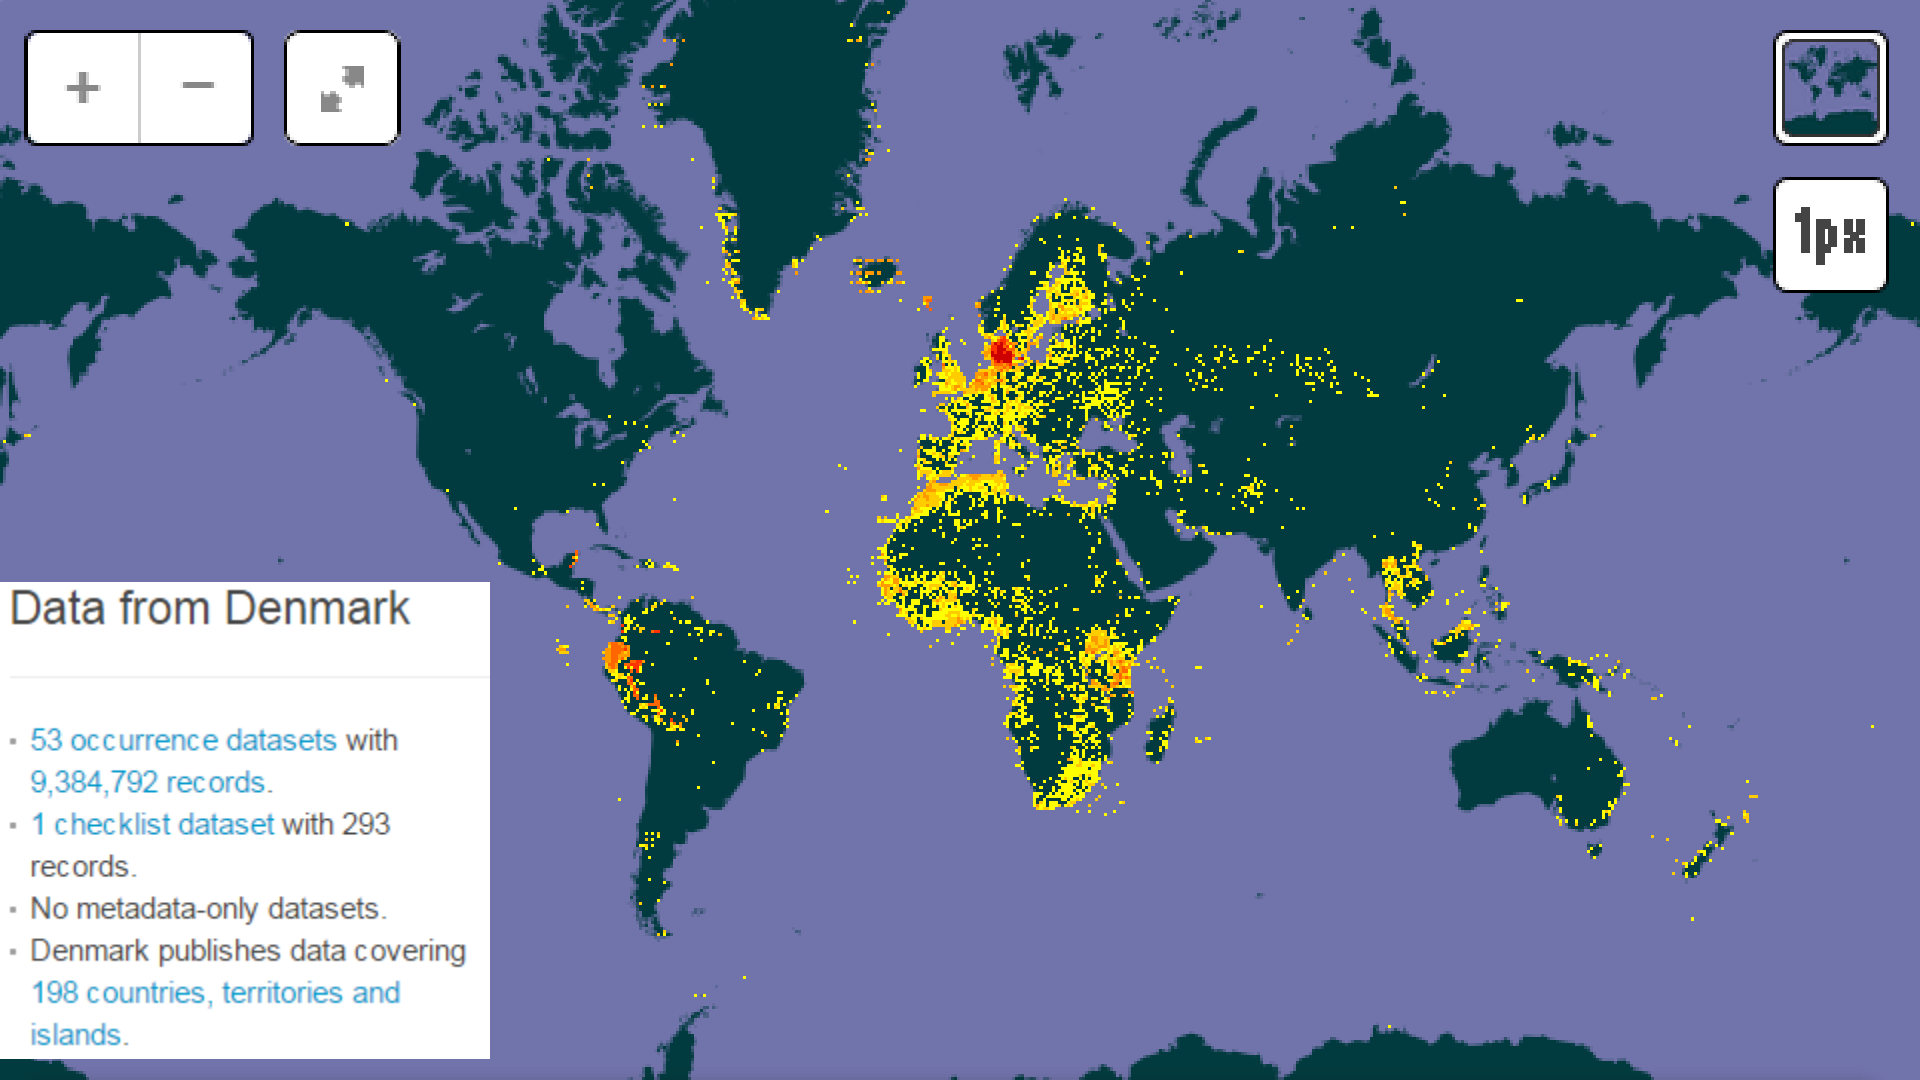 + −
1px
Data from Denmark
53 occurrence datasets with
9,384,792 records.
1 checklist dataset with 293
records.
No metadata-only datasets.
Denmark publishes data covering
198 countries, territories and
islands.